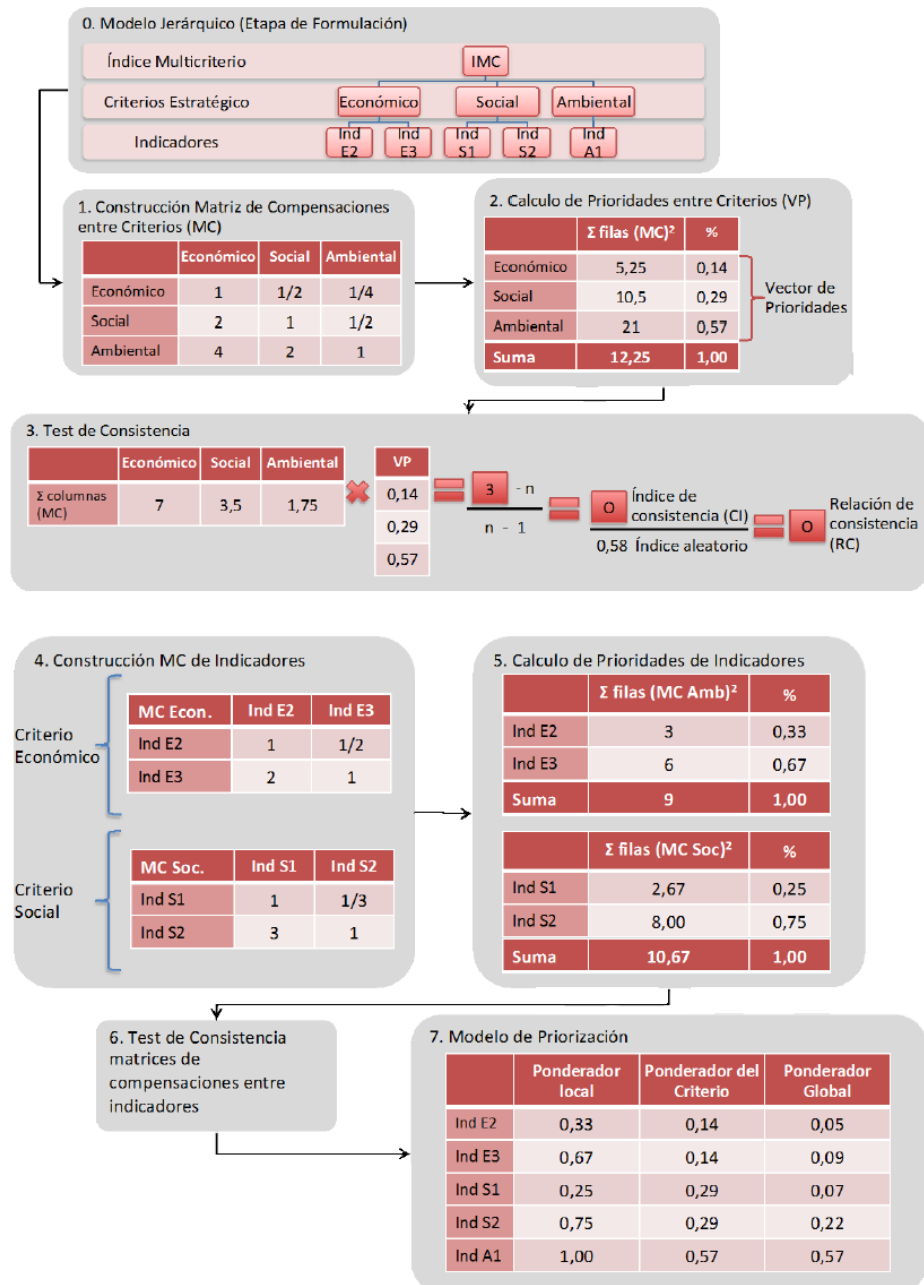 0. Modelo Jerárquico (Etapa de Formulación)
Índice Multicriterio IMC
Criterios Estratégico Económico Social Ambiental
Indicadores Ind E2 Ind E3 Ind S1 Ind S2 Ind A1
1. Construcción Matriz de Compensaciones
entre Criterios (MC)
Económico Social Ambiental
Económico 1 1/2 1/4
Social 2 1 1/2
Ambiental 4 2 1
2. Calculo de Prioridades entre Criterios (VP)
Σ filas (MC)² %
Económico 5,25 0,14
Social 10,5 0,29
Ambiental 21 0,57
Suma 12,25 1,00
Vector de
Prioridades
3. Test de Consistencia
Económico Social Ambiental
Σ columnas
(MC) 7 3,5 1,75
VP
0,14
0,29
0,57
3 - n
n - 1
O Índice de
consistencia (CI)
0,58 Índice aleatorio
O Relación de
consistencia
(RC)
4. Construcción MC de Indicadores
Criterio
Económico
MC Econ. Ind E2 Ind E3
Ind E2 1 1/2
Ind E3 2 1
Criterio
Social
MC Soc. Ind S1 Ind S2
Ind S1 1 1/3
Ind S2 3 1
5. Calculo de Prioridades de Indicadores
Σ filas (MC Amb)² %
Ind E2 3 0,33
Ind E3 6 0,67
Suma 9 1,00
Σ filas (MC Soc)² %
Ind S1 2,67 0,25
Ind S2 8,00 0,75
Suma 10,67 1,00
6. Test de Consistencia
matrices de
compensaciones entre
indicadores
7. Modelo de Priorización
Ponderador
local
Ponderador del
Criterio
Ponderador
Global
Ind E2 0,33 0,14 0,05
Ind E3 0,67 0,14 0,09
Ind S1 0,25 0,29 0,07
Ind S2 0,75 0,29 0,22
Ind A1 1,00 0,57 0,57